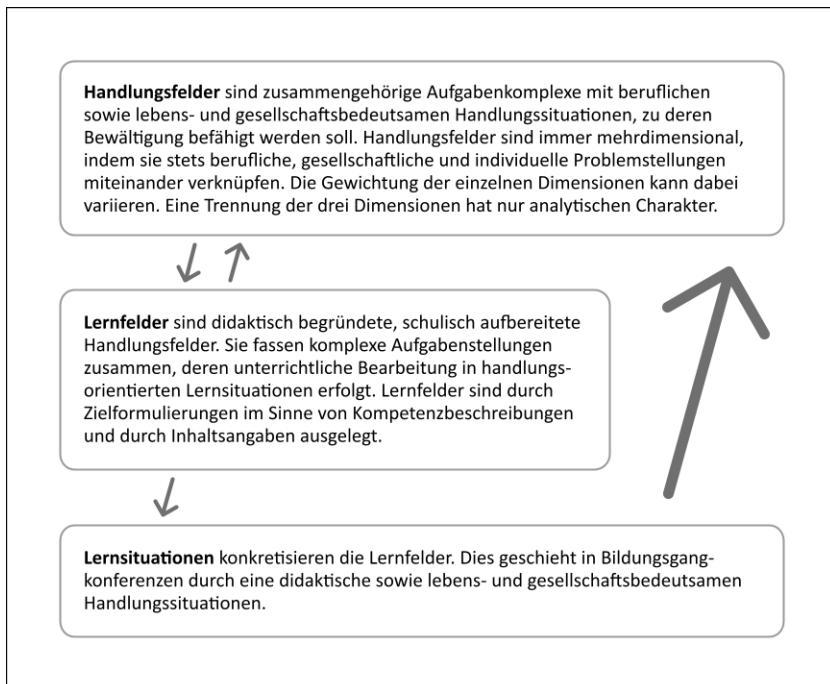 Handlungsfelder sind zusammengehörige Aufgabenkomplexe mit beruflichen
sowie lebens- und gesellschaftsbedeutsamen Handlungssituationen, zu deren
Bewältigung befähigt werden soll. Handlungsfelder sind immer mehrdimensional,
indem sie stets berufliche, gesellschaftliche und individuelle Problemstellungen
miteinander verknüpfen. Die Gewichtung der einzelnen Dimensionen kann dabei
variieren. Eine Trennung der drei Dimensionen hat nur analytischen Charakter.
Lernfelder sind didaktisch begründete, schulisch aufbereitete
Handlungsfelder. Sie fassen komplexe Aufgabenstellungen
zusammen, deren unterrichtliche Bearbeitung in handlungs-
orientierten Lernsituationen erfolgt. Lernfelder sind durch
Zielformulierungen im Sinne von Kompetenzbeschreibungen
und durch Inhaltsangaben ausgelegt.
Lernsituationen konkretisieren die Lernfelder. Dies geschieht in Bildungsgang-
konferenzen durch eine didaktische sowie lebens- und gesellschaftsbedeutsamen
Handlungssituationen.